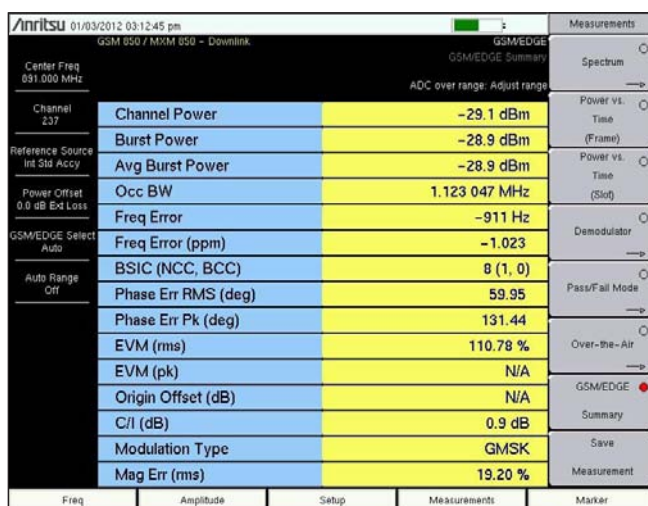 Anritsu 01/03/2012 03:12:45 pm
GSM 850 / MXM 850 - Downlink
GSM/EDGE
GSM/EDGE Summary
ADC over range: Adjust range
Center Freq
891.000 MHz
Channel
237
Reference Source
Int Std Accy
Power Offset
0.0 dB Ext Loss
GSM/EDGE Select
Auto
Auto Range
Off
Channel Power -29.1 dBm
Burst Power -28.9 dBm
Avg Burst Power -28.9 dBm
Occ BW 1.123 047 MHz
Freq Error -911 Hz
Freq Error (ppm) -1.023
BSIC (NCC, BCC) 8 (1, 0)
Phase Err RMS (deg) 59.95
Phase Err Pk (deg) 131.44
EVM (rms) 110.78 %
EVM (pk) N/A
Origin Offset (dB) N/A
C/I (dB) 0.9 dB
Modulation Type GMSK
Mag Err (rms) 19.20 %
Measurements
Spectrum
Power vs.
Time
(Frame)
Power vs.
Time
(Slot)
Demodulator
Pass/Fail Mode
Over-the-Air
GSM/EDGE
Summary
Save
Measurement
Freq Amplitude Setup Measurements Marker